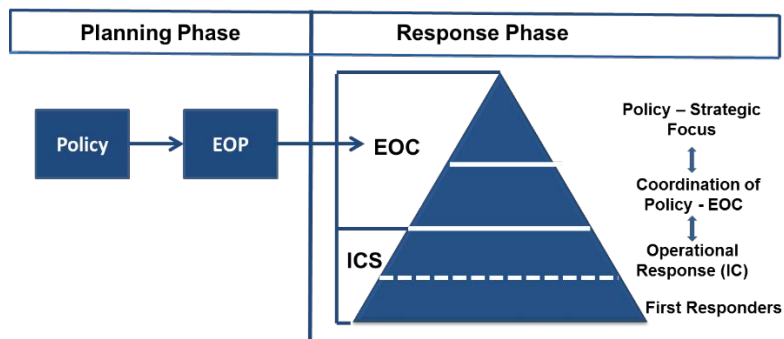 Planning Phase
Response Phase
Policy
EOP
EOC
ICS
Policy – Strategic
Focus
Coordination of
Policy - EOC
Operational
Response (IC)
First Responders